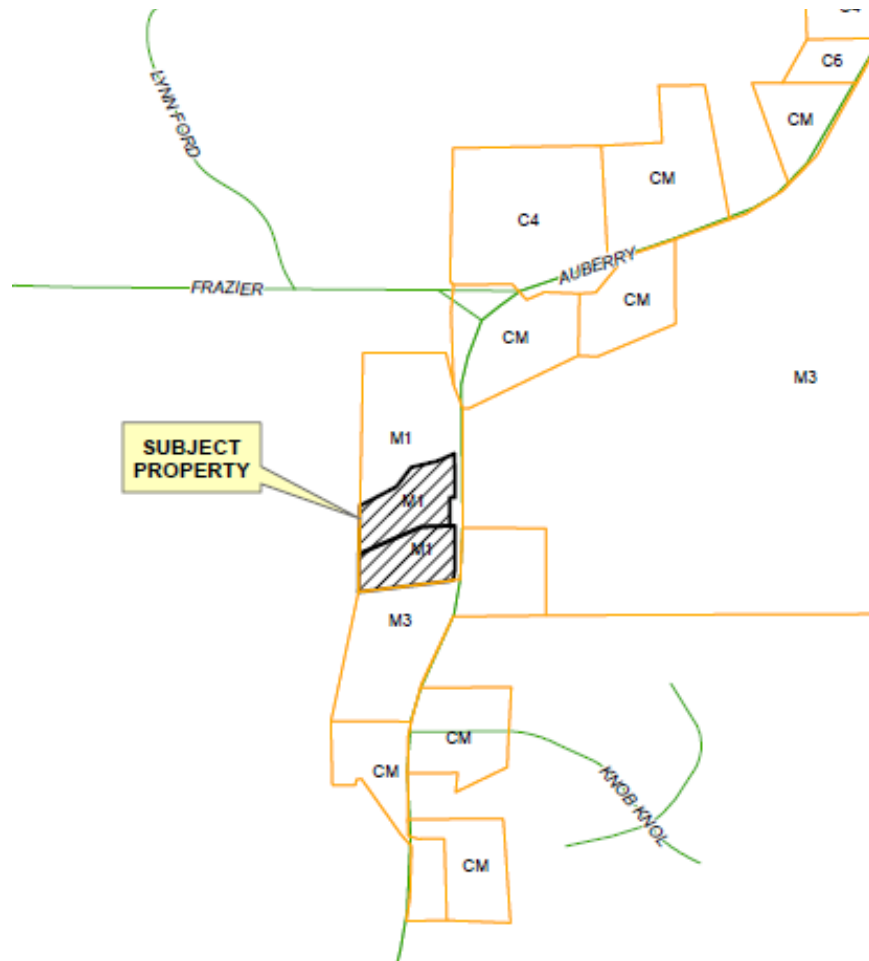 C4
C6
CM
LYNN FORD
CM
C4
AUBERRY
FRAZIER
CM
CM
M3
M1
SUBJECT
PROPERTY
M1
M1
M3
CM
CM
KNOB KNOL
CM